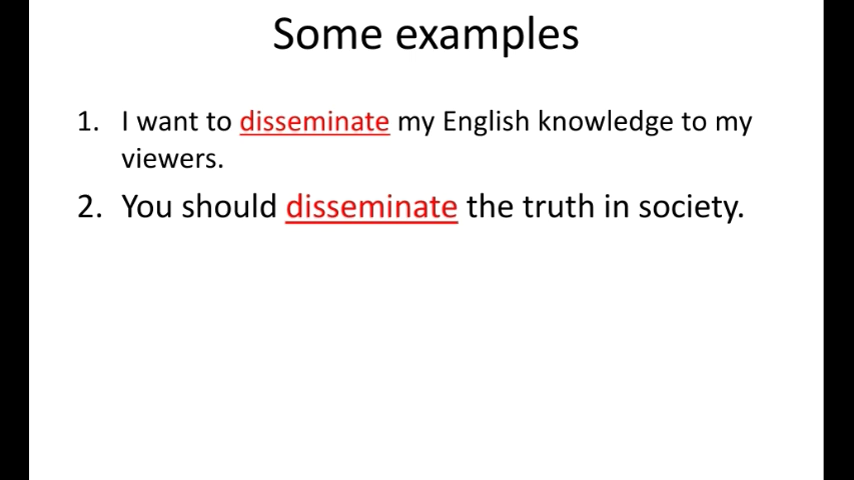 Some examples
1. I want to disseminate my English knowledge to my
viewers.
2. You should disseminate the truth in society.